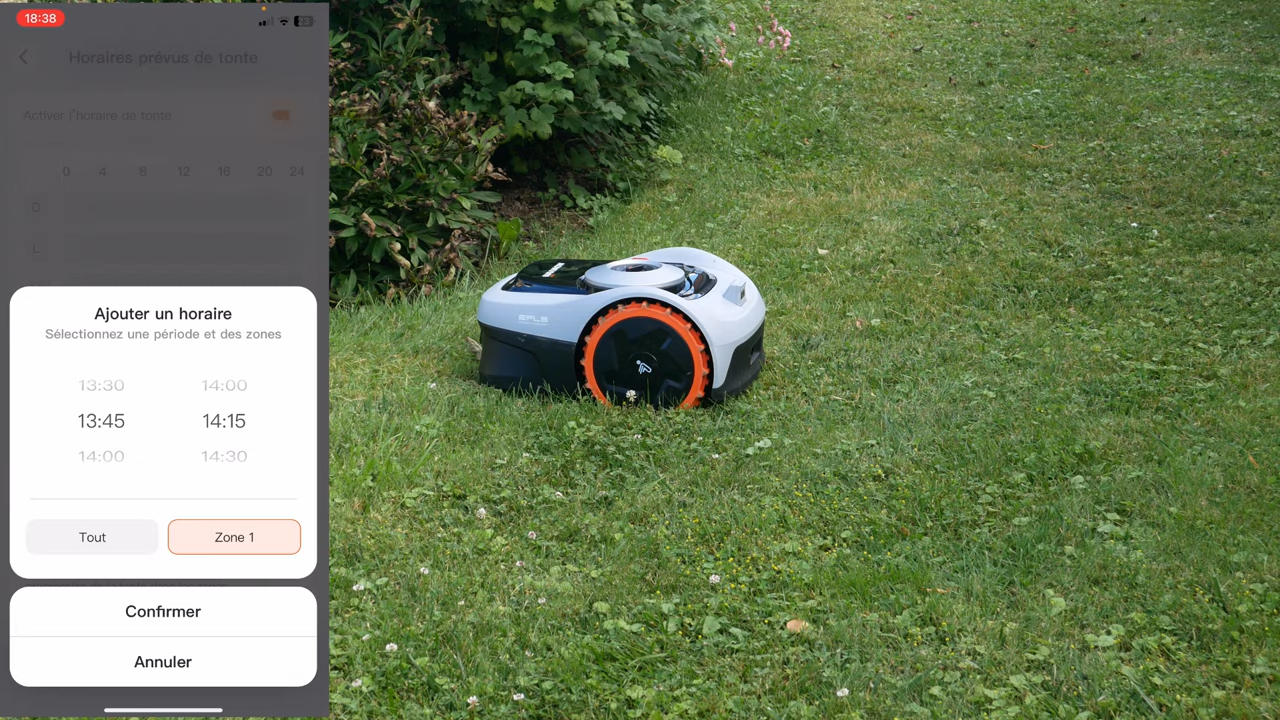 18:38
23
Horaires prévus de tonte
Activer l'horaire de tonte
0 4 8 12 16 20 24
D
L
Ajouter un horaire
Sélectionnez une période et des zones
13:30 14:00
13:45 14:15
14:00 14:30
Tout Zone 1
Confirmer
Annuler
EFLS